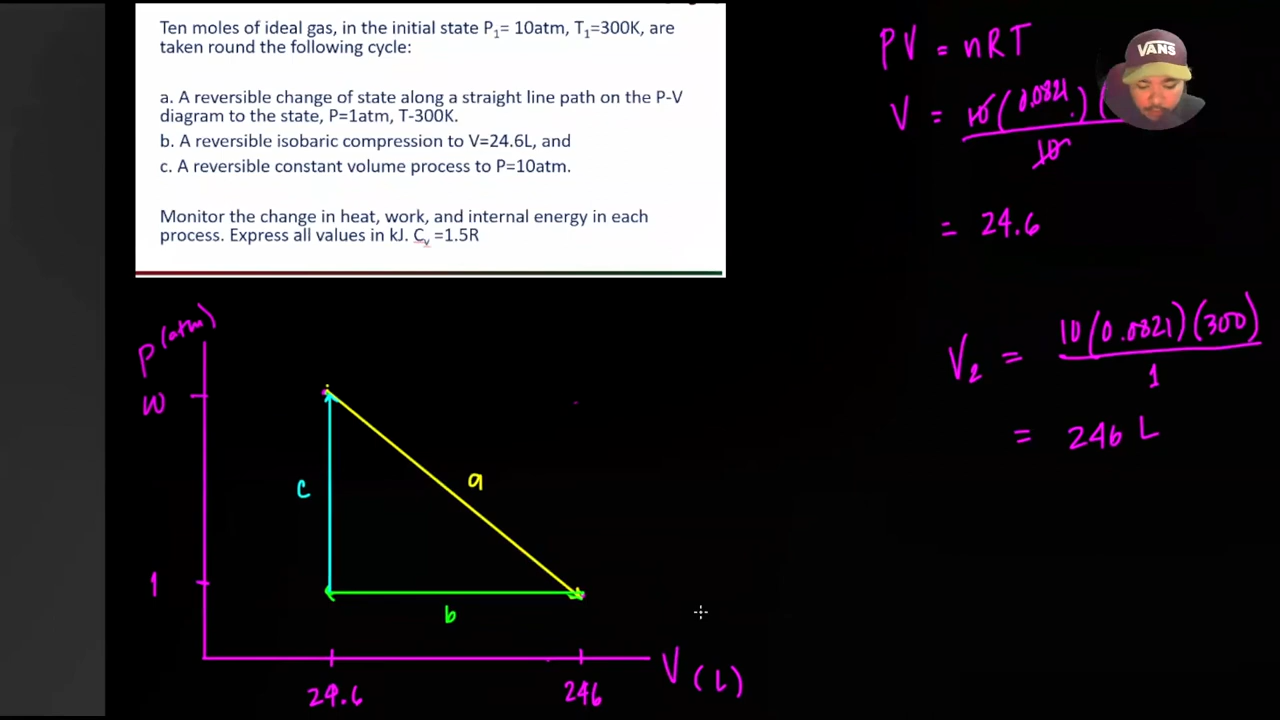 Ten moles of ideal gas, in the initial state P₁= 10atm, T₁=300K, are
taken round the following cycle:
a. A reversible change of state along a straight line path on the P-V
diagram to the state, P=1atm, T-300K.
b. A reversible isobaric compression to V=24.6L, and
c. A reversible constant volume process to P=10atm.
Monitor the change in heat, work, and internal energy in each
process. Express all values in kJ. Cᵥ =1.5R
PV = nRT
VANS
V = 10(0.0821)(
10
= 24.6
V₂ = 10(0.0821)(300)
1
= 246 L
P(atm)
10
c
a
1
b
V(L)
24.6
246